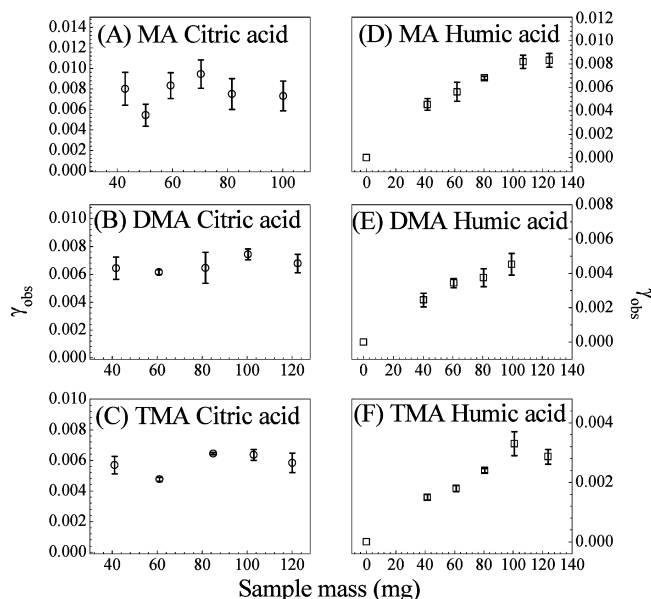 (A) MA Citric acid
0.014
0.012
0.010
0.008
0.006
0.004
0.002
0.000
40 60 80 100
(B) DMA Citric acid
0.010
0.008
0.006
0.004
0.002
0.000
40 60 80 100 120
(C) TMA Citric acid
0.010
0.008
0.006
0.004
0.002
0.000
40 60 80 100 120
γobs
(D) MA Humic acid
0.012
0.010
0.008
0.006
0.004
0.002
0.000
0 20 40 60 80 100 120 140
(E) DMA Humic acid
0.008
0.006
0.004
0.002
0.000
0 20 40 60 80 100 120 140
(F) TMA Humic acid
0.004
0.002
0.000
0 20 40 60 80 100 120 140
γobs
Sample mass (mg)